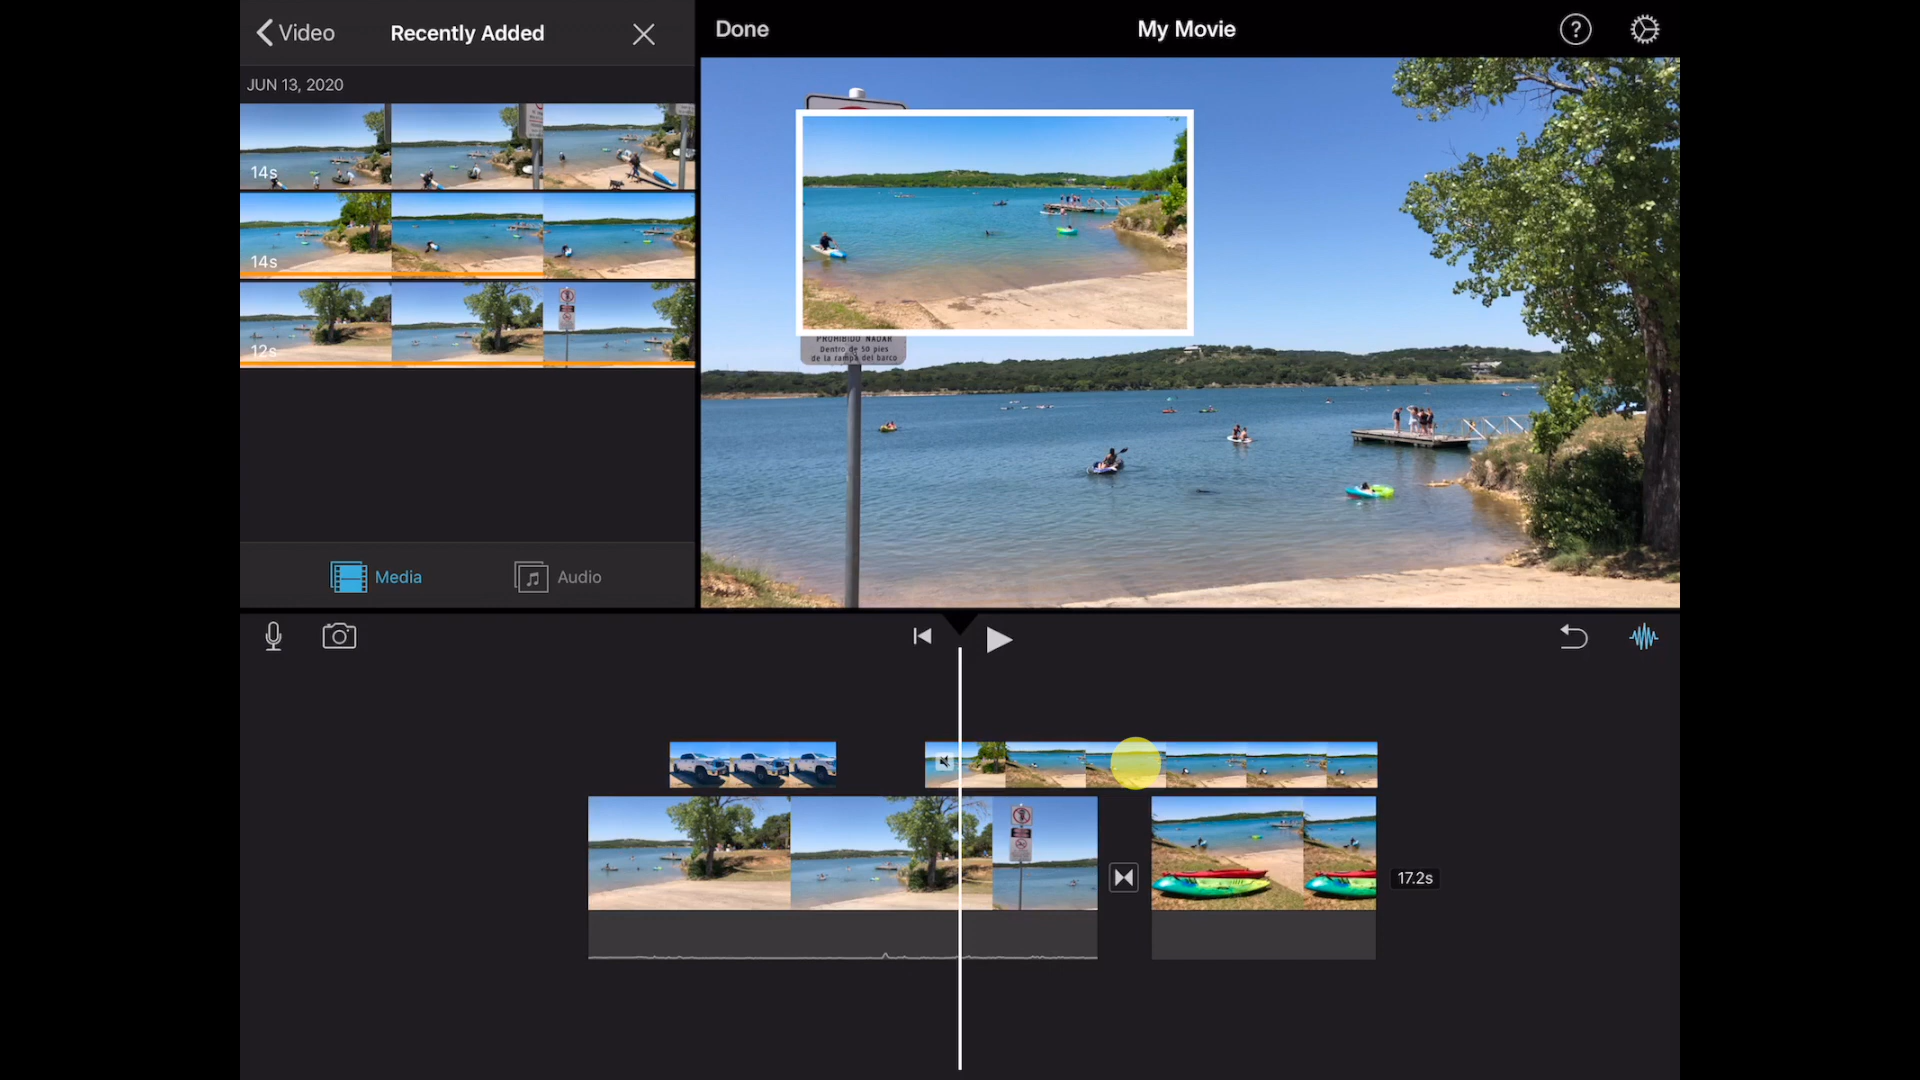 Video
Recently Added
Done
My Movie
JUN 13, 2020
14s
14s
12s
PROHIBIDO NADAR
Dentro de 50 pies
de la rampa del barco
Media
Audio
17.2s